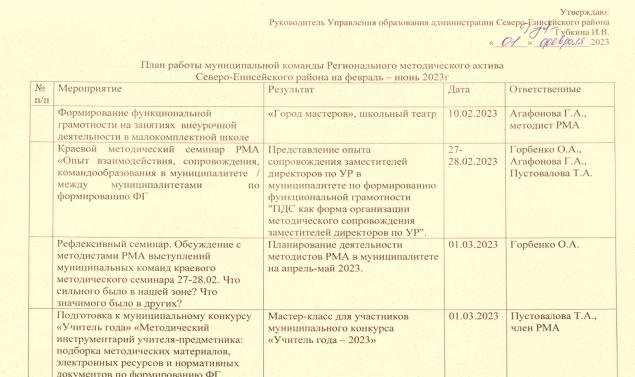 Утверждаю:
Руководитель Управления образования администрации Северо-Енисейского района
Губкина И.В.
« 01 » февраля 2023
План работы муниципальной команды Регионального методического актива
Северо-Енисейского района на февраль – июнь 2023г
№ п/п Мероприятие Результат Дата Ответственные
Формирование функциональной
грамотности на занятиях внеурочной
деятельности в малокомплектной школе
«Город мастеров», школьный театр
10.02.2023
Агафонова Г.А.,
методист РМА
Краевой методический семинар РМА
«Опыт взаимодействия, сопровождения,
командообразования в муниципалитете /
между муниципалитетами по
формированию ФГ
Представление опыта
сопровождения заместителей
директоров по УР в
муниципалитете по формированию
функциональной грамотности
"ПДС как форма организации
методического сопровождения
заместителей директоров по УР".
27-
28.02.2023
Горбенко О.А.,
Агафонова Г.А.,
Пустовалова Т.А.
Рефлексивный семинар. Обсуждение с
методистами РМА выступлений
муниципальных команд краевого
методического семинара 27-28.02. Что
сильного было в нашей зоне? Что
значимого было в других?
Планирование деятельности
методистов РМА в муниципалитете
на апрель-май 2023.
01.03.2023
Горбенко О.А.
Подготовка к муниципальному конкурсу
«Учитель года» «Методический
инструментарий учителя-предметника:
подборка методических материалов,
электронных ресурсов и нормативных
документов по формированию ФГ
Мастер-класс для участников
муниципального конкурса
«Учитель года – 2023»
01.03.2023
Пустовалова Т.А.,
член РМА